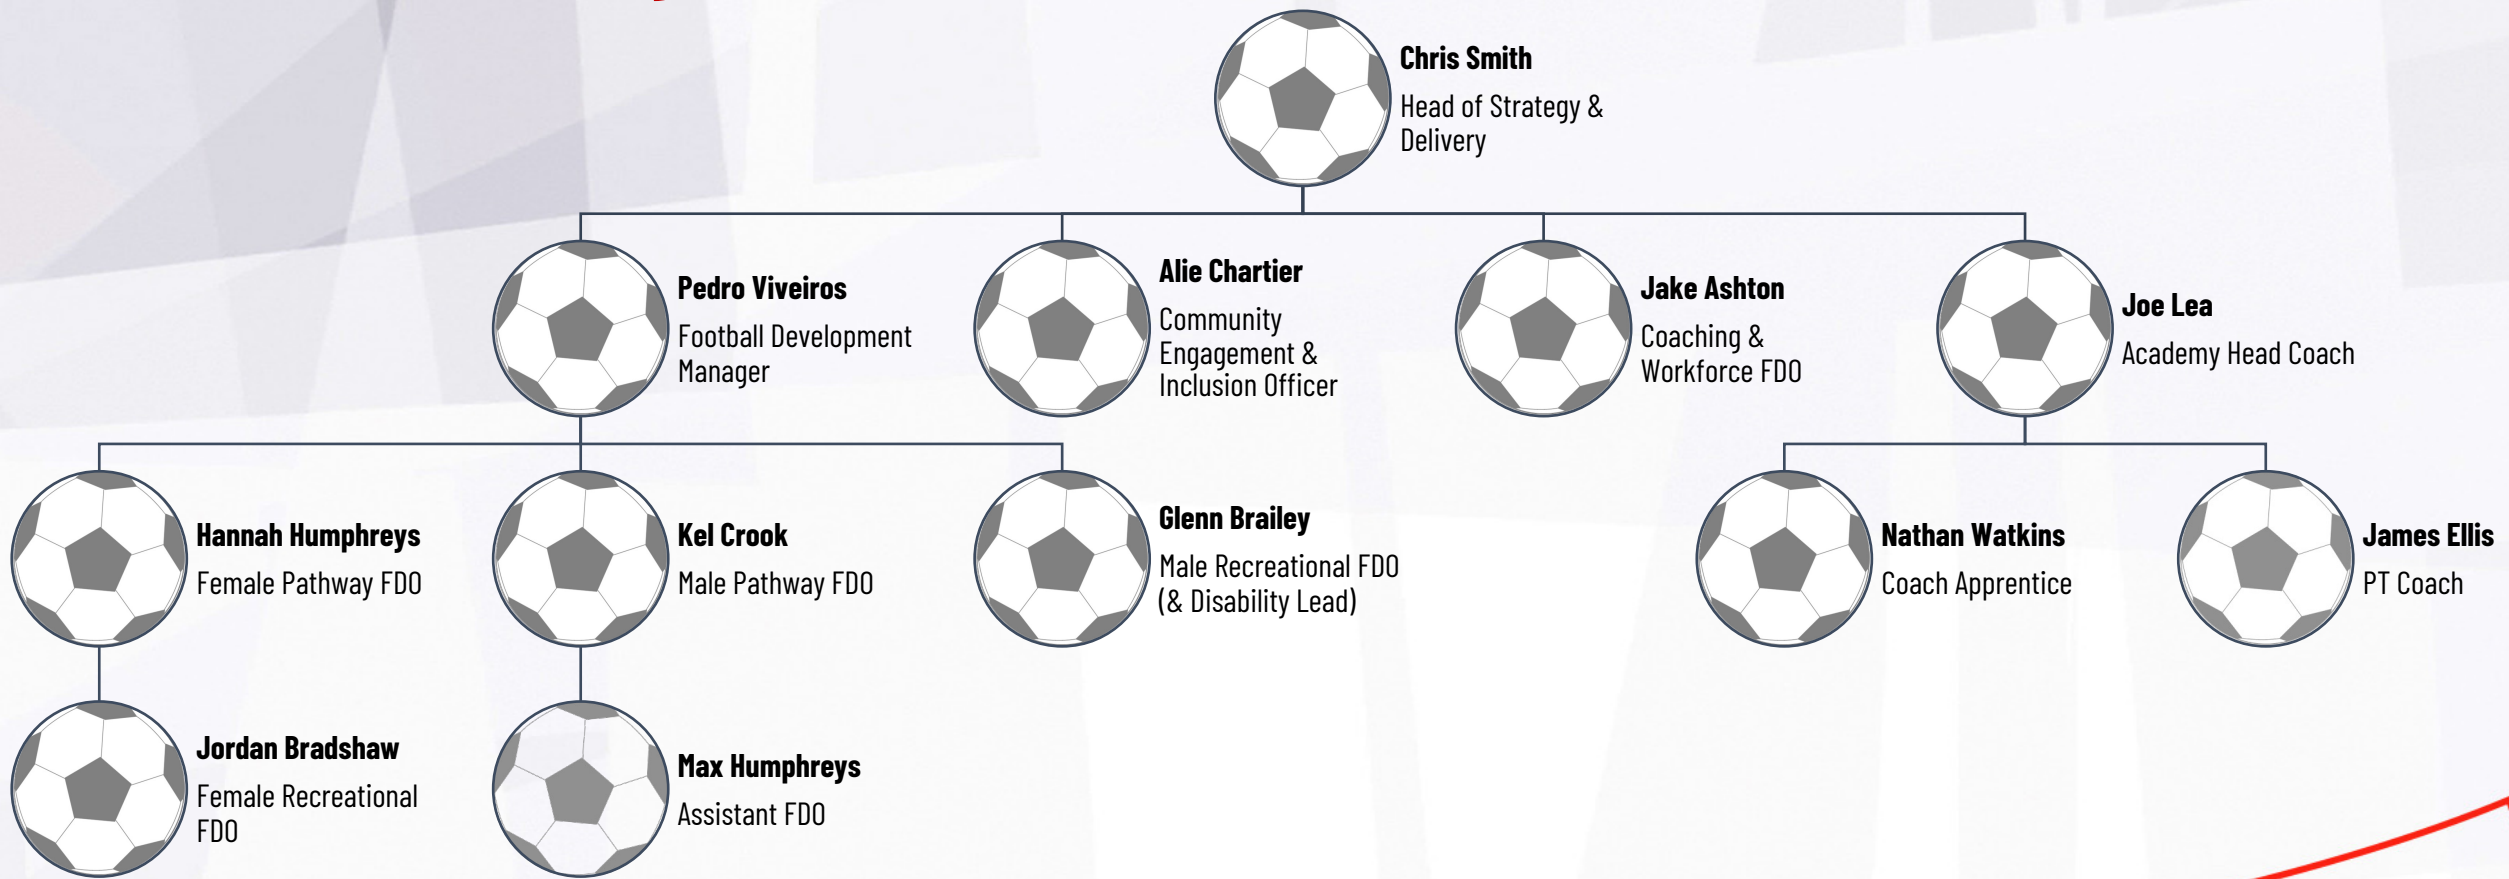 Chris Smith
Head of Strategy &
Delivery
Pedro Viveiros
Football Development
Manager
Alie Chartier
Community
Engagement &
Inclusion Officer
Jake Ashton
Coaching &
Workforce FDO
Joe Lea
Academy Head Coach
Hannah Humphreys
Female Pathway FDO
Kel Crook
Male Pathway FDO
Glenn Brailey
Male Recreational FDO
(& Disability Lead)
Nathan Watkins
Coach Apprentice
James Ellis
PT Coach
Jordan Bradshaw
Female Recreational
FDO
Max Humphreys
Assistant FDO